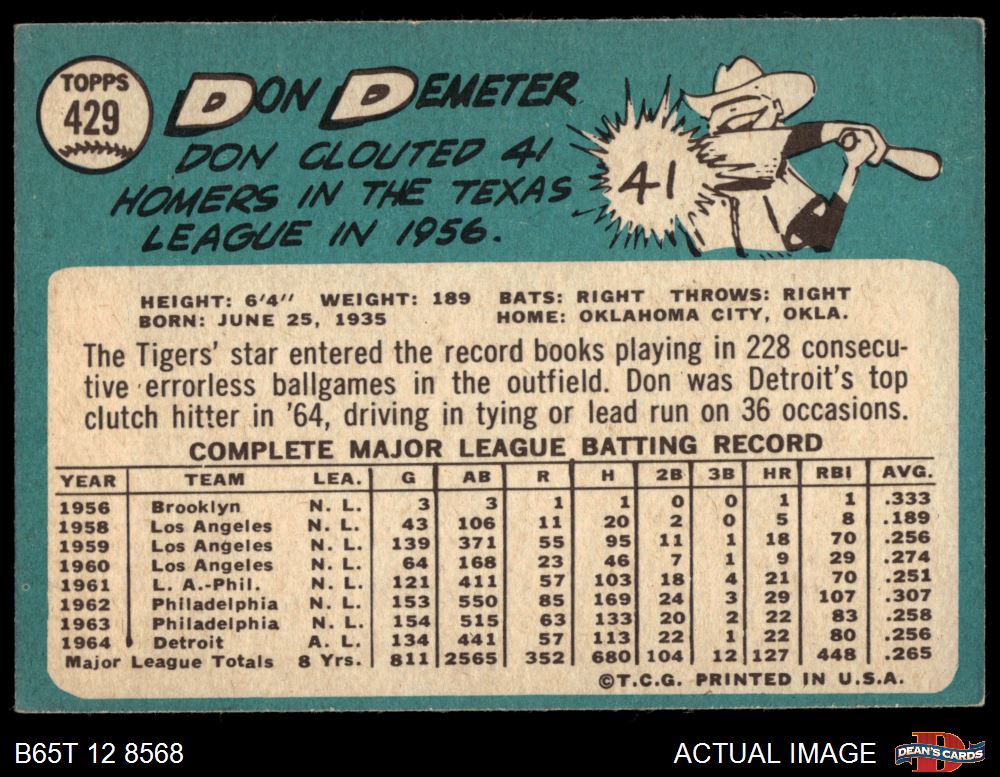 TOPPS
429
DON DEMETER
DON CLOUTED 41
HOMERS IN THE TEXAS
LEAGUE IN 1956.
41
HEIGHT: 6'4" WEIGHT: 189 BATS: RIGHT THROWS: RIGHT
BORN: JUNE 25, 1935 HOME: OKLAHOMA CITY, OKLA.
The Tigers' star entered the record books playing in 228 consecu-
tive errorless ballgames in the outfield. Don was Detroit's top
clutch hitter in '64, driving in tying or lead run on 36 occasions.
COMPLETE MAJOR LEAGUE BATTING RECORD
YEAR TEAM LEA. G AB R H 2B 3B HR RBI AVG.
1956 Brooklyn N. L. 3 3 1 1 0 0 1 1 .333
1958 Los Angeles N. L. 43 106 11 20 2 0 5 8 .189
1959 Los Angeles N. L. 139 371 55 95 11 1 18 70 .256
1960 Los Angeles N. L. 64 168 23 46 7 1 9 29 .274
1961 L. A.-Phil. N. L. 121 411 57 103 18 4 21 70 .251
1962 Philadelphia N. L. 153 550 85 169 24 3 29 107 .307
1963 Philadelphia N. L. 154 515 63 133 20 2 22 83 .258
1964 Detroit A. L. 134 441 57 113 22 1 22 80 .256
Major League Totals 8 Yrs. 811 2565 352 680 104 12 127 448 .265
©T.C.G. PRINTED IN U.S.A.
B65T 12 8568 ACTUAL IMAGE
D
DEAN'S CARDS